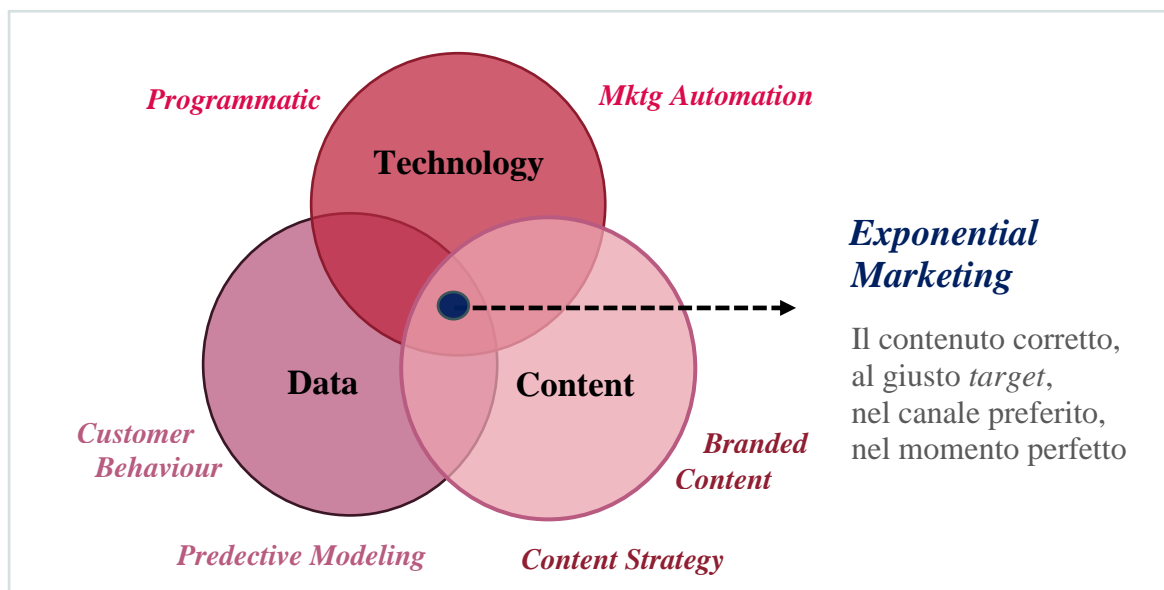 Programmatic
Mktg Automation
Technology
Exponential
Marketing
Il contenuto corretto,
al giusto target,
nel canale preferito,
nel momento perfetto
Data
Content
Customer
Behaviour
Branded
Content
Predective Modeling
Content Strategy